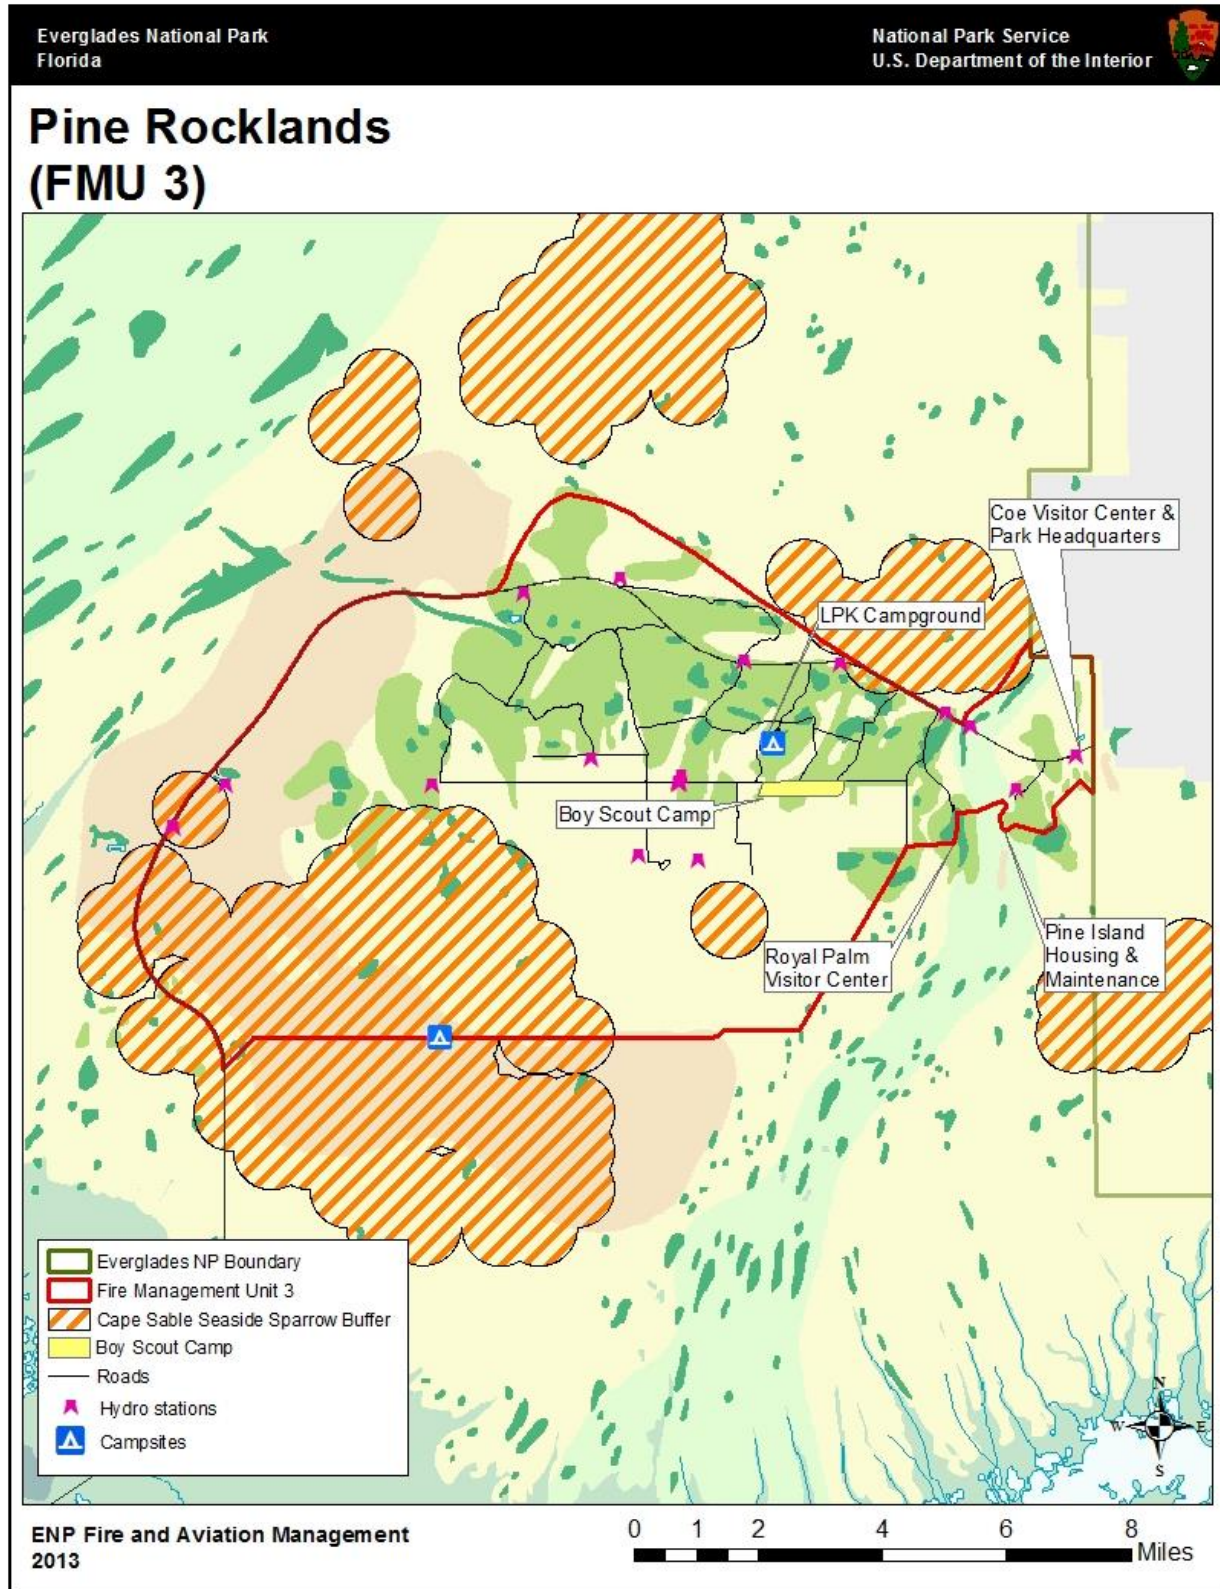 Everglades National Park
Florida
National Park Service
U.S. Department of the Interior
Pine Rocklands
(FMU 3)
Coe Visitor Center &
Park Headquarters
LPK Campground
Boy Scout Camp
Royal Palm
Visitor Center
Pine Island
Housing &
Maintenance
Everglades NP Boundary
Fire Management Unit 3
Cape Sable Seaside Sparrow Buffer
Boy Scout Camp
Roads
Hydro stations
Campsites
N
W E
S
ENP Fire and Aviation Management
2013
0 1 2 4 6 8
Miles